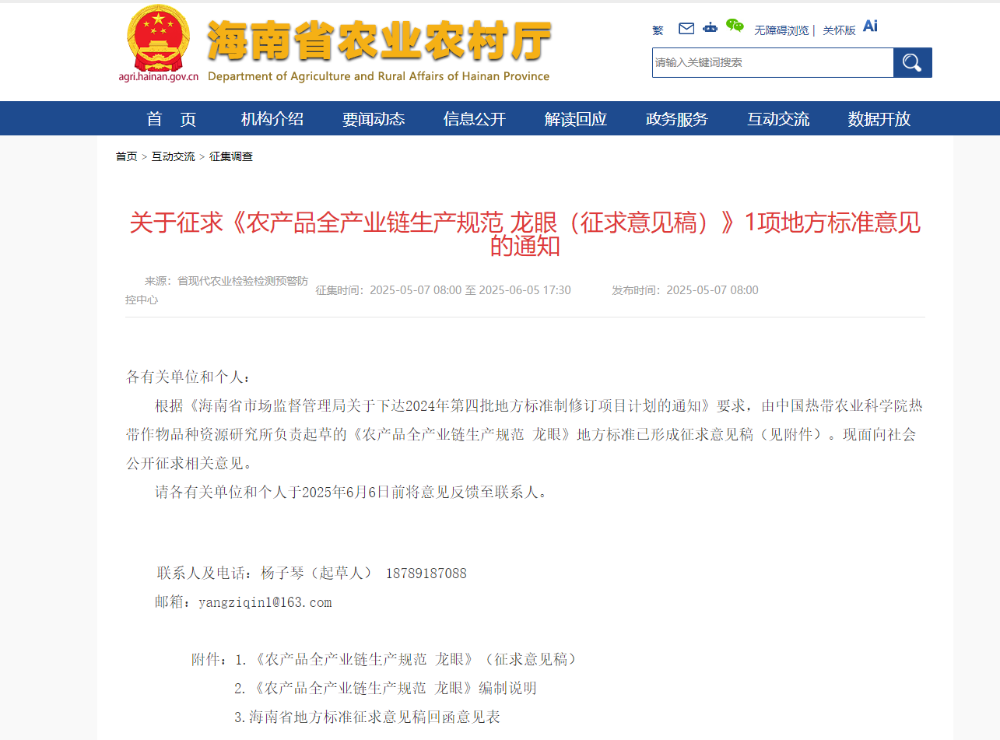 海南省农业农村厅
agri.hainan.gov.cn
Department of Agriculture and Rural Affairs of Hainan Province
繁 无障碍浏览 | 关怀版 Ai
请输入关键词搜索
首 页 机构介绍 要闻动态 信息公开 解读回应 政务服务 互动交流 数据开放
首页 > 互动交流 > 征集调查
关于征求《农产品全产业链生产规范 龙眼（征求意见稿）》1项地方标准意见
的通知
来源：省现代农业检验检测预警防
控中心
征集时间：2025-05-07 08:00 至 2025-06-05 17:30
发布时间：2025-05-07 08:00
各有关单位和个人：
根据《海南省市场监督管理局关于下达2024年第四批地方标准制修订项目计划的通知》要求，由中国热带农业科学院热
带作物品种资源研究所负责起草的《农产品全产业链生产规范 龙眼》地方标准已形成征求意见稿（见附件）。现面向社会
公开征求相关意见。
请各有关单位和个人于2025年6月6日前将意见反馈至联系人。
联系人及电话：杨子琴（起草人） 18789187088
邮箱：yangziqin1@163.com
附件：1.《农产品全产业链生产规范 龙眼》（征求意见稿）
2.《农产品全产业链生产规范 龙眼》编制说明
3.海南省地方标准征求意见稿回函意见表